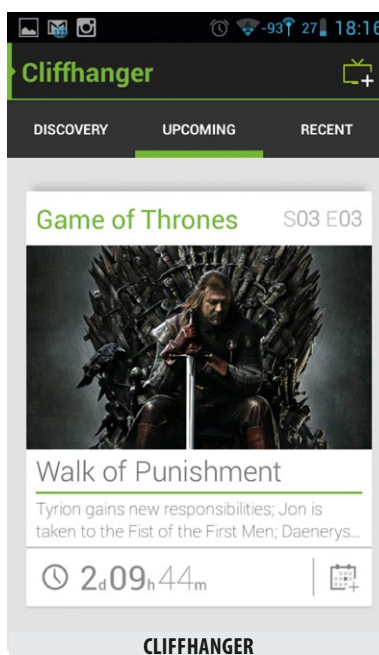 -93 27 18:16
Cliffhanger
DISCOVERY UPCOMING RECENT
Game of Thrones S03 E03
Walk of Punishment
Tyrion gains new responsibilities; Jon is
taken to the Fist of the First Men; Daenerys...
2d09h44m
CLIFFHANGER